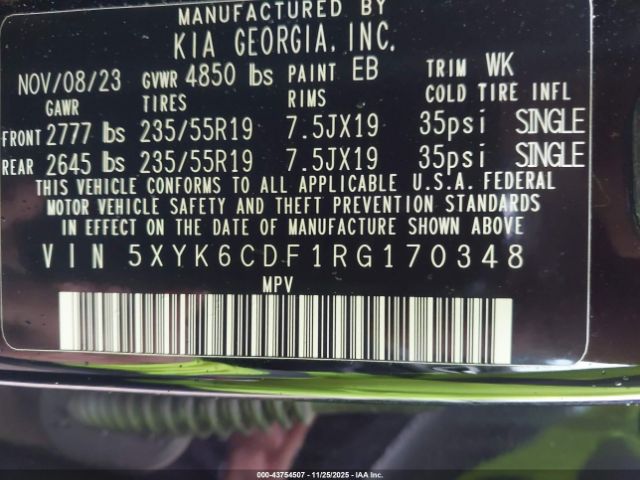 MANUFACTURED BY
KIA GEORGIA, INC.
NOV/08/23 GVWR 4850 lbs PAINT EB TRIM WK
GAWR TIRES RIMS COLD TIRE INFL
FRONT 2777 lbs 235/55R19 7.5JX19 35psi SINGLE
REAR 2645 lbs 235/55R19 7.5JX19 35psi SINGLE
THIS VEHICLE CONFORMS TO ALL APPLICABLE U.S.A. FEDERAL
MOTOR VEHICLE SAFETY AND THEFT PREVENTION STANDARDS
IN EFFECT ON THE DATE OF MANUFACTURE SHOWN ABOVE.
VIN 5XYK6CDF1RG170348
MPV
000-43754507 - 11/25/2025 - IAA Inc.